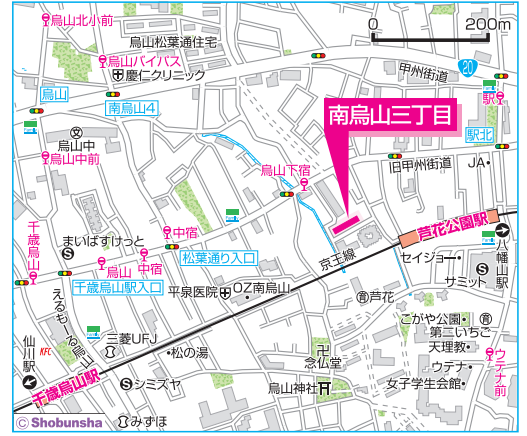 烏山北小前
0 200m
烏山松葉通住宅
烏山バイパス
慶仁クリニック
甲州街道
20
烏山
南烏山4
駅
南烏山三丁目
駅北
文
烏山中
烏山中前
旧甲州街道
JA
烏山下宿
千歳烏山
中宿
芦花公園駅
まいばすけっと
松葉通り入口
京王線
セイジョー
八幡山駅
烏山
中宿
サミット
千歳烏山駅入口
平泉医院
OZ南烏山
芦花
えるもーる烏山
こがや公園
第二いちご
三菱UFJ
松の湯
天理教
KFC
仙川駅
卍
念仏堂
ウテナ
ウテナ前
千歳烏山駅
シミズヤ
烏山神社
女子学生会館
みずほ
© Shobunsha